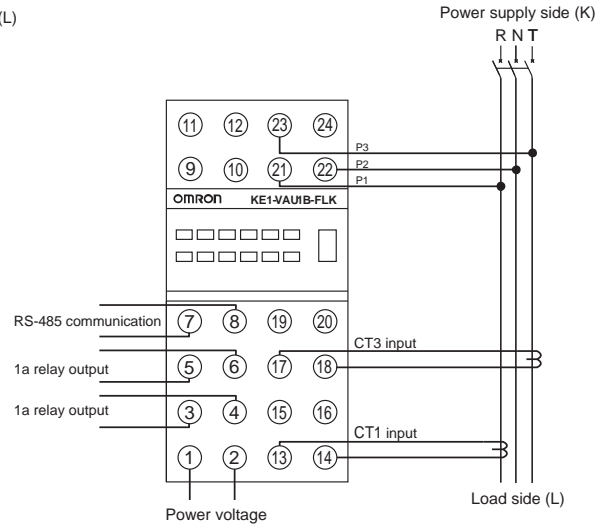 (L)
Power supply side (K)
R N T
11 12 23 24
P3
9 10 21 22
P2
P1
OMRON KE1-VAU1B-FLK
RS-485 communication
7 8 19 20
CT3 input
1a relay output
5 6 17 18
1a relay output
3 4 15 16
CT1 input
1 2 13 14
Load side (L)
Power voltage